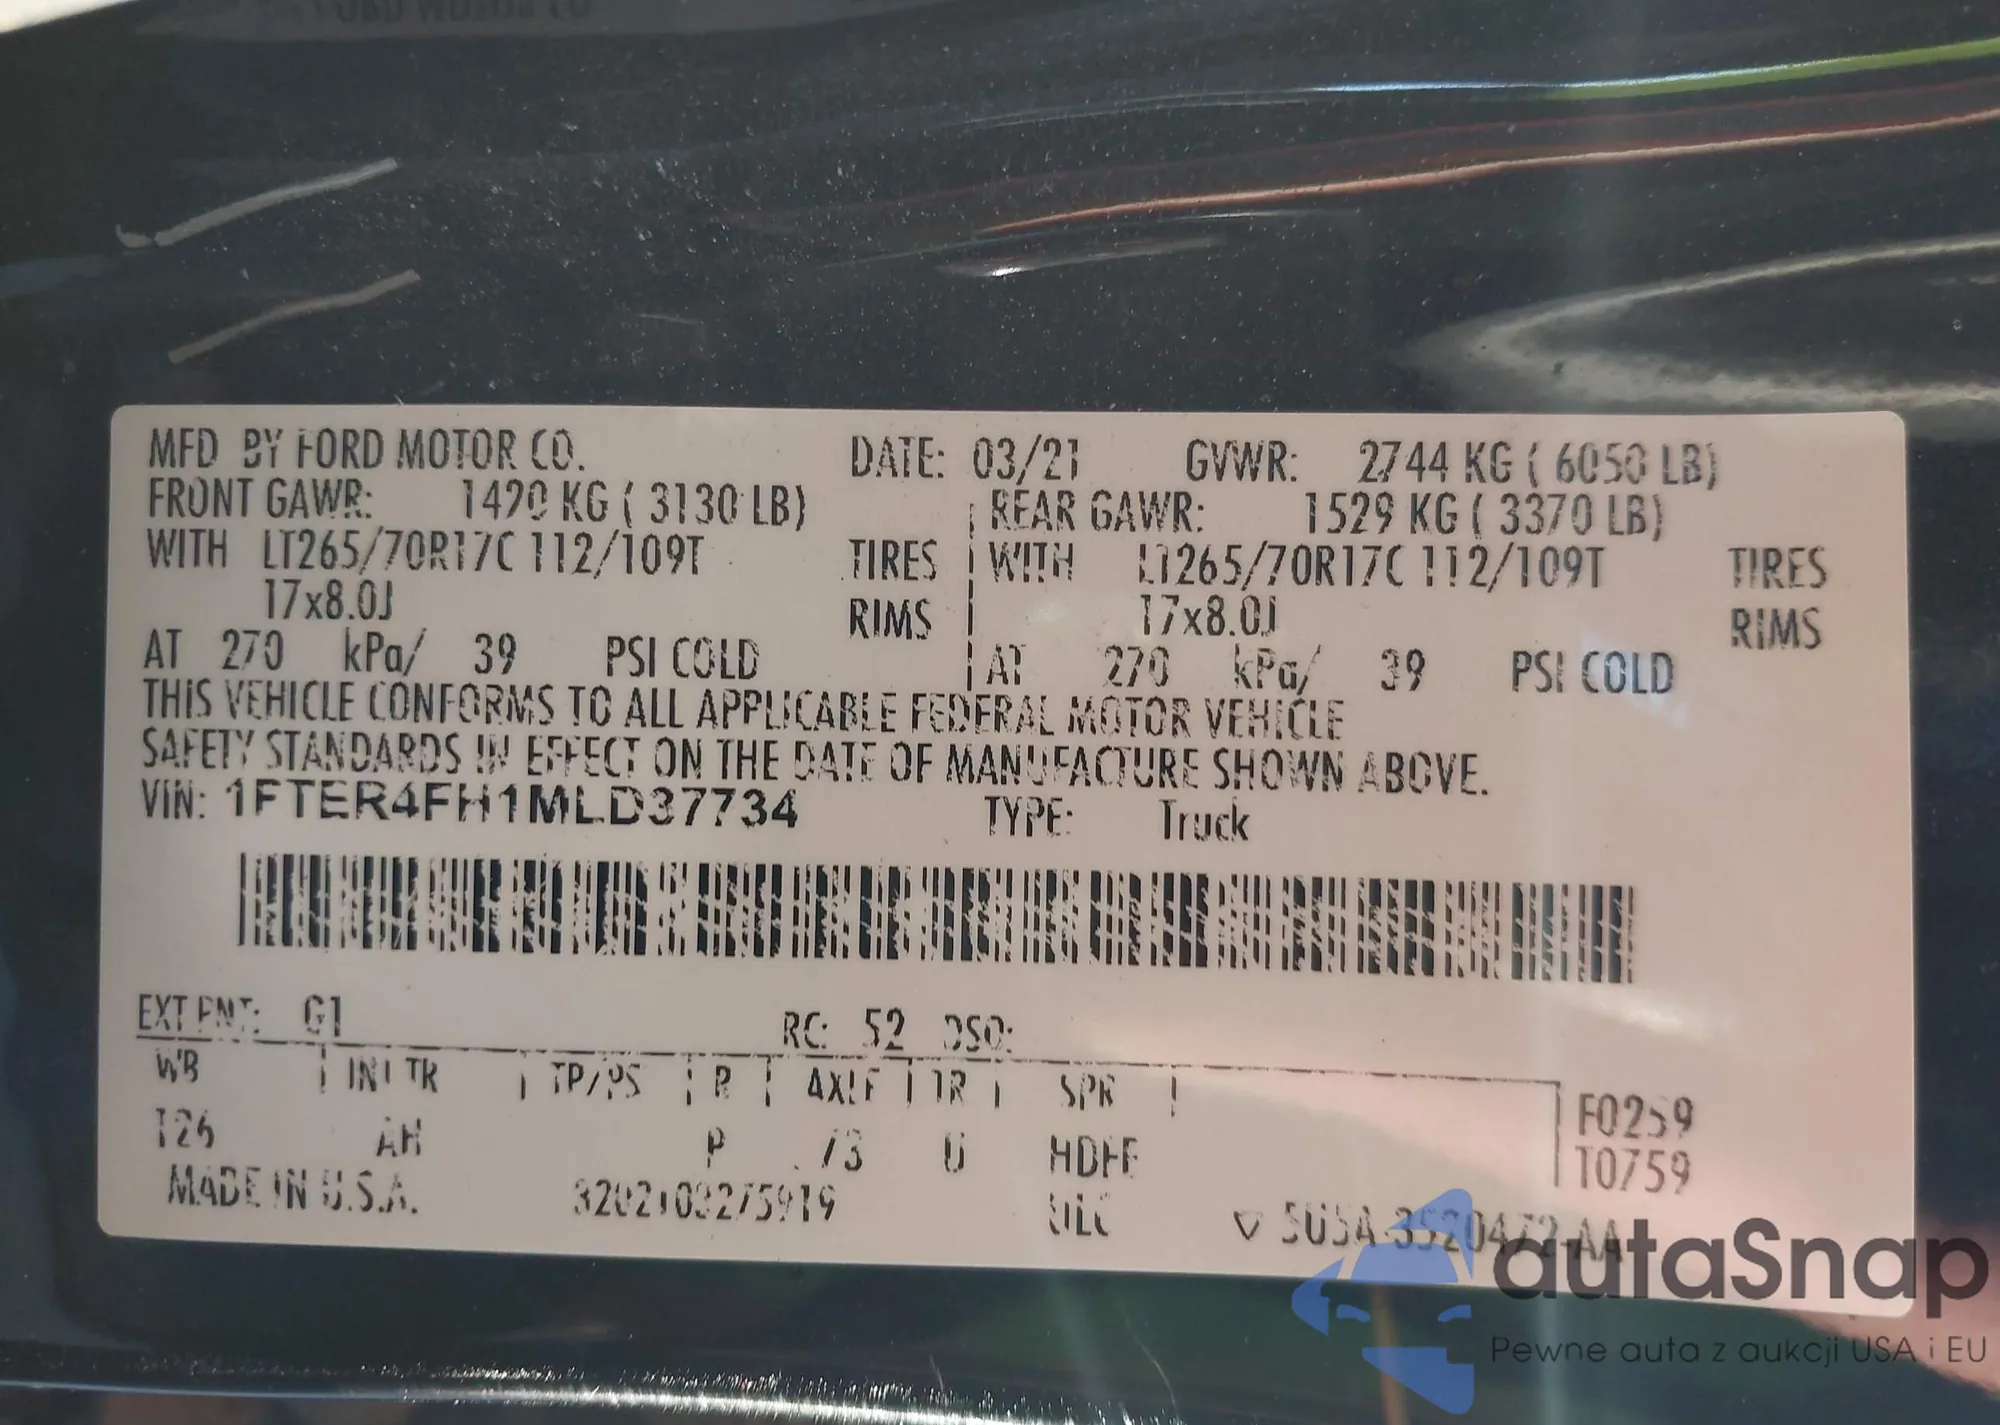 MFD BY FORD MOTOR CO. DATE: 03/21 GVWR: 2744 KG ( 6050 LB)
FRONT GAWR: 1420 KG ( 3130 LB) REAR GAWR: 1529 KG ( 3370 LB)
WITH LT265/70R17C 112/109T TIRES WITH LT265/70R17C 112/109T TIRES
17x8.0J RIMS 17x8.0J RIMS
AT 270 kPa/ 39 PSI COLD AT 270 kPa/ 39 PSI COLD
THIS VEHICLE CONFORMS TO ALL APPLICABLE FEDERAL MOTOR VEHICLE
SAFETY STANDARDS IN EFFECT ON THE DATE OF MANUFACTURE SHOWN ABOVE.
VIN: 1FTER4FH1MLD37734 TYPE: Truck
EXT PNT: G1 RC: 52 DSO:
WB INT TR TP/PS R AXLE TR SPR F0259
126 AH P 73 U T0759
MADE IN U.S.A. ULC
autaSnap
Pewne auta z aukcji USA i EU